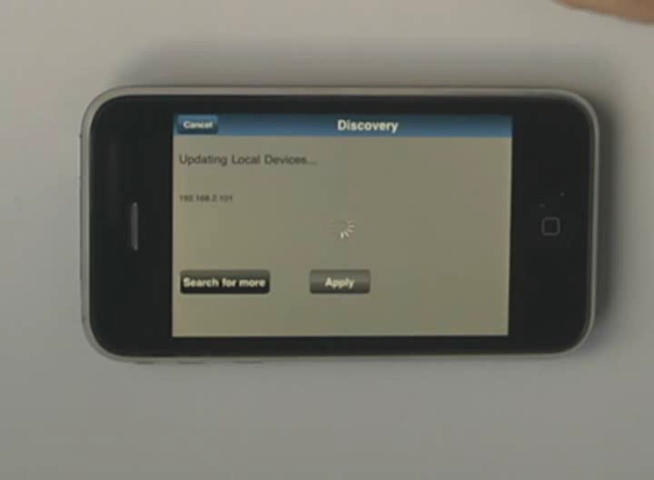 Cancel
Discovery
Updating Local Devices...
192.168.2.101
Search for more
Apply